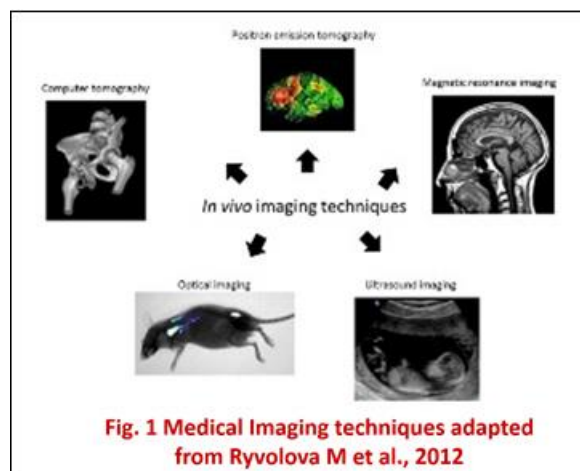 Positron emission tomography
Computer tomography
Magnetic resonance imaging
In vivo imaging techniques
Optical imaging
Ultrasound imaging
Fig. 1 Medical Imaging techniques adapted
from Ryvolova M et al., 2012